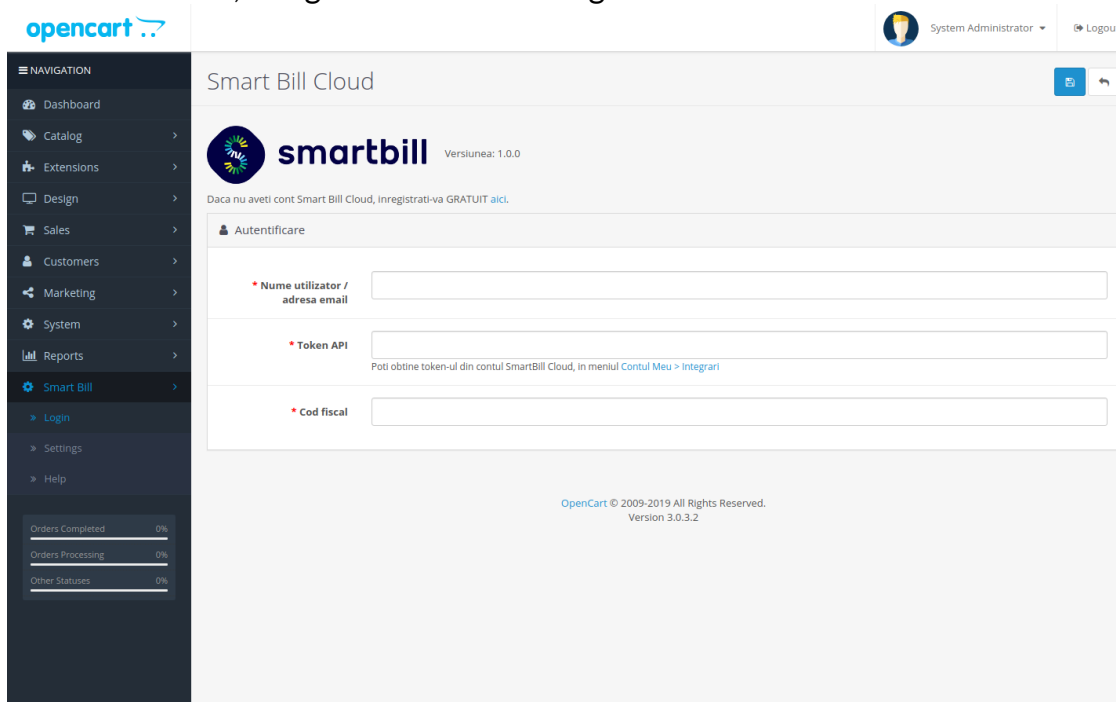 opencart
System Administrator
Logou
NAVIGATION
Smart Bill Cloud
Dashboard
Catalog
Extensions
Design
Sales
Customers
Marketing
System
Reports
Smart Bill
Login
Settings
Help
Orders Completed 0%
Orders Processing 0%
Other Statuses 0%
smartbill Versiunea: 1.0.0
Daca nu aveti cont Smart Bill Cloud, inregistrati-va GRATUIT aici.
Autentificare
* Nume utilizator /
adresa email
* Token API
Poti obtine token-ul din contul SmartBill Cloud, in meniul Contul Meu > Integrari
* Cod fiscal
OpenCart © 2009-2019 All Rights Reserved.
Version 3.0.3.2